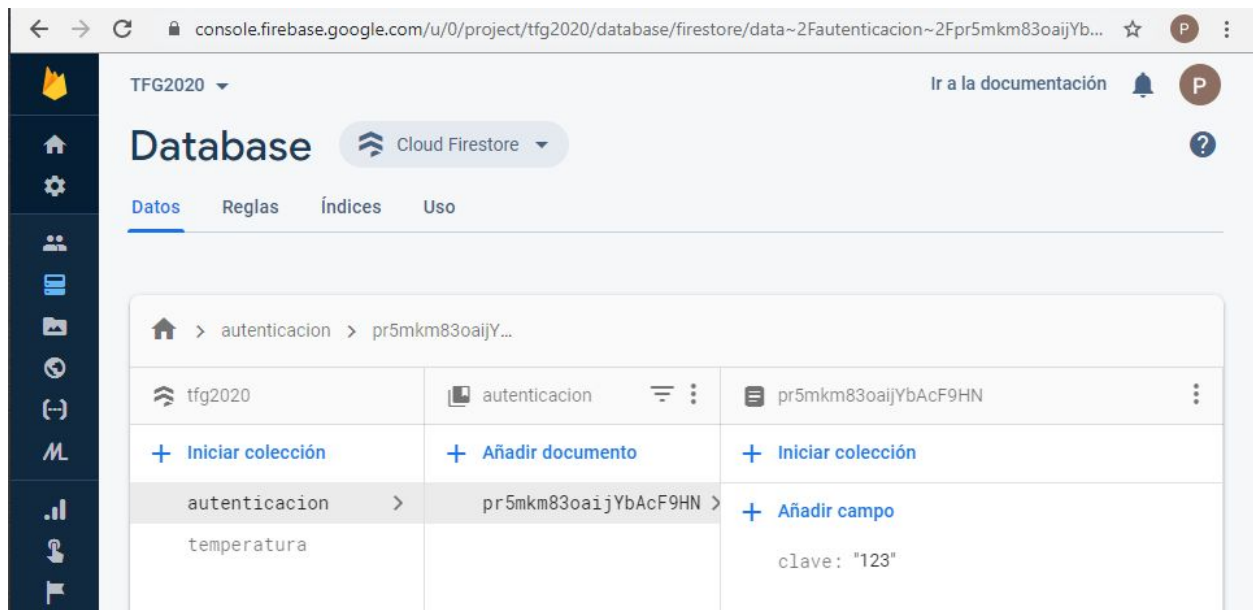 console.firebase.google.com/u/0/project/tfg2020/database/firestore/data~2Fautenticacion~2Fpr5mkm83oaijYb... P
TFG2020 Ir a la documentación P
Database Cloud Firestore ?
Datos Reglas Índices Uso
> autenticacion > pr5mkm83oaijY...
tfg2020 autenticacion pr5mkm83oaijYbAcF9HN
+ Iniciar colección + Añadir documento + Iniciar colección
autenticacion > pr5mkm83oaijYbAcF9HN > + Añadir campo
temperatura clave: "123"